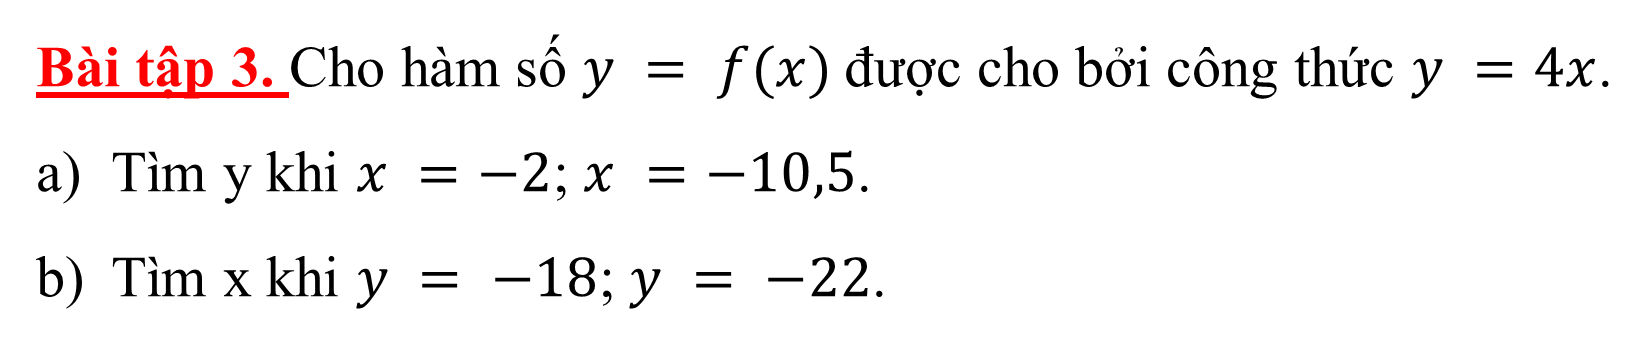 Bài tập 3. Cho hàm số y = f(x) được cho bởi công thức y = 4x.
a) Tìm y khi x = −2; x = −10,5.
b) Tìm x khi y = −18; y = −22.